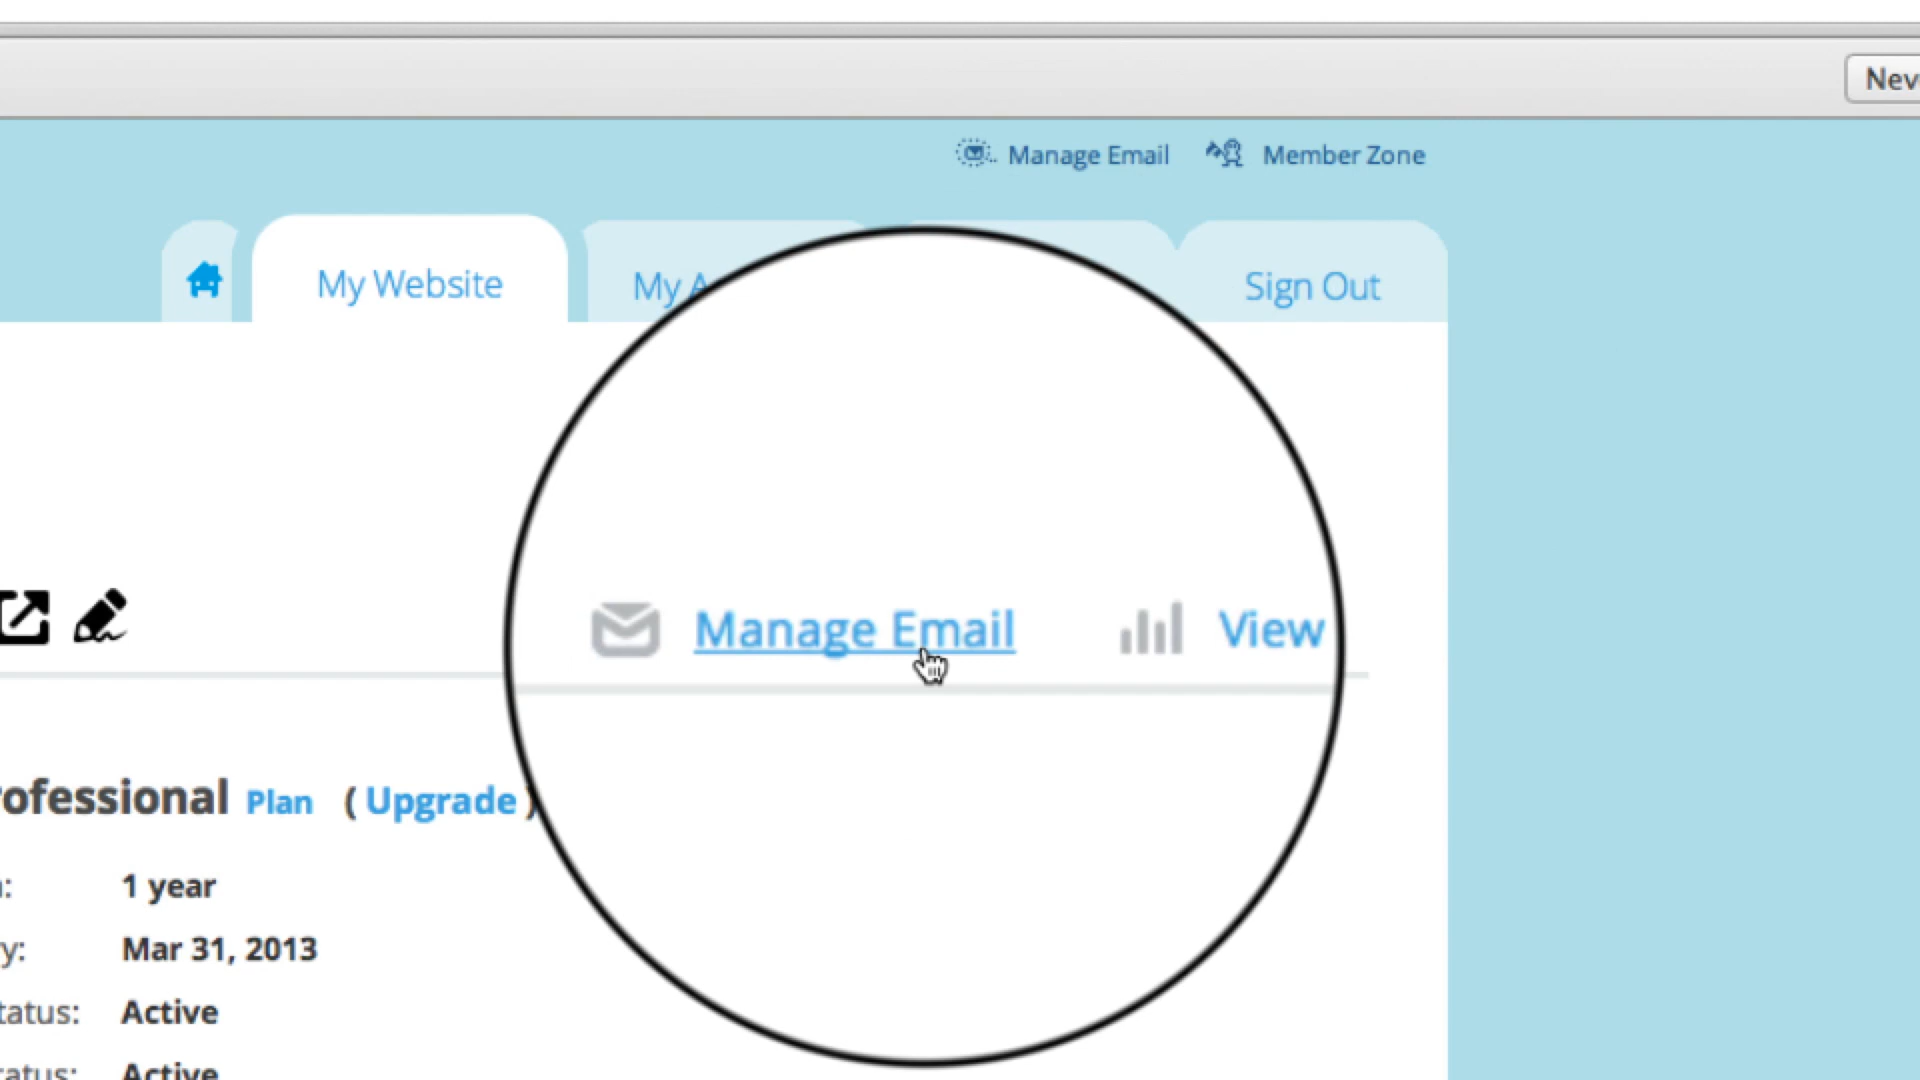 Nev
Manage Email Member Zone
My Website My A Sign Out
Manage Email View
ofessional Plan ( Upgrade )
: 1 year
y: Mar 31, 2013
tatus: Active
tatus: Active